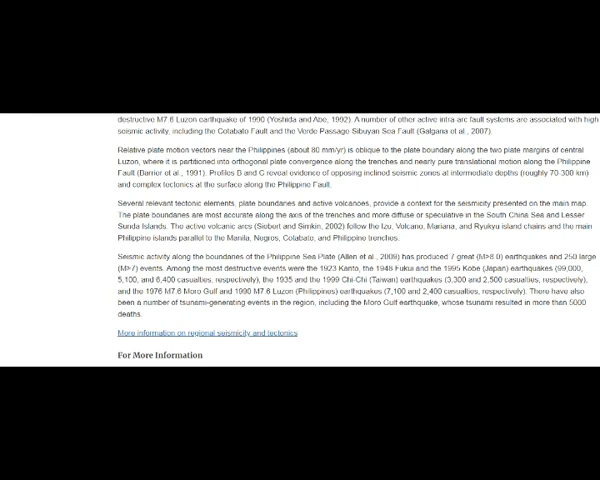 destructive M7.6 Luzon earthquake of 1990 (Yoshida and Abe, 1992). A number of other active intra arc fault systems are associated with high
seismic activity, including the Cotabato Fault and the Verde Passage Sibuyan Sea Fault (Galgana et al., 2007).
Relative plate motion vectors near the Philippines (about 80 mm/yr) is oblique to the plate boundary along the two plate margins of central
Luzon, where it is partitioned into orthogonal plate convergence along the trenches and nearly pure translational motion along the Philippine
Fault (Barrier et al., 1991). Profiles B and C reveal evidence of opposing inclined seismic zones at intermediate depths (roughly 70-300 km)
and complex tectonics at the surface along the Philippine Fault.
Several relevant tectonic elements, plate boundaries and active volcanoes, provide a context for the seismicity presented on the main map.
The plate boundaries are most accurate along the axis of the trenches and more diffuse or speculative in the South China Sea and Lesser
Sunda Islands. The active volcanic arcs (Siebert and Simkin, 2002) follow the Izu, Volcano, Mariana, and Ryukyu island chains and the main
Philippine islands parallel to the Manila, Negros, Cotabato, and Philippine trenches.
Seismic activity along the boundaries of the Philippine Sea Plate (Allen et al., 2009) has produced 7 great (M>8.0) earthquakes and 250 large
(M>7) events. Among the most destructive events were the 1923 Kanto, the 1948 Fukui and the 1995 Kobe (Japan) earthquakes (99,000,
5,100, and 6,400 casualties, respectively), the 1935 and the 1999 Chi-Chi (Taiwan) earthquakes (3,300 and 2,500 casualties, respectively),
and the 1976 M7.6 Moro Gulf and 1990 M7.6 Luzon (Philippines) earthquakes (7,100 and 2,400 casualties, respectively). There have also
been a number of tsunami-generating events in the region, including the Moro Gulf earthquake, whose tsunami resulted in more than 5000
deaths.
More information on regional seismicity and tectonics
For More Information